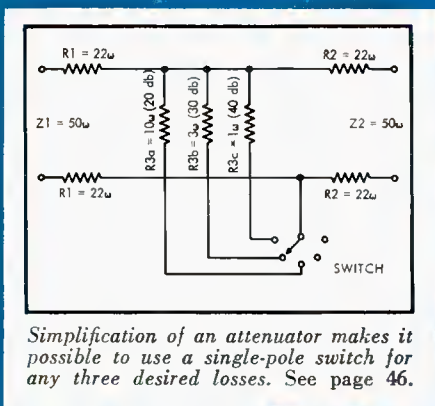 R1 = 22ω
R2 = 22ω
Z1 = 50ω
R3a = 10ω (20 db)
R3b = 3ω (30 db)
R3c = 1ω (40 db)
Z2 = 50ω
R1 = 22ω
R2 = 22ω
SWITCH
Simplification of an attenuator makes it
possible to use a single-pole switch for
any three desired losses. See page 46.